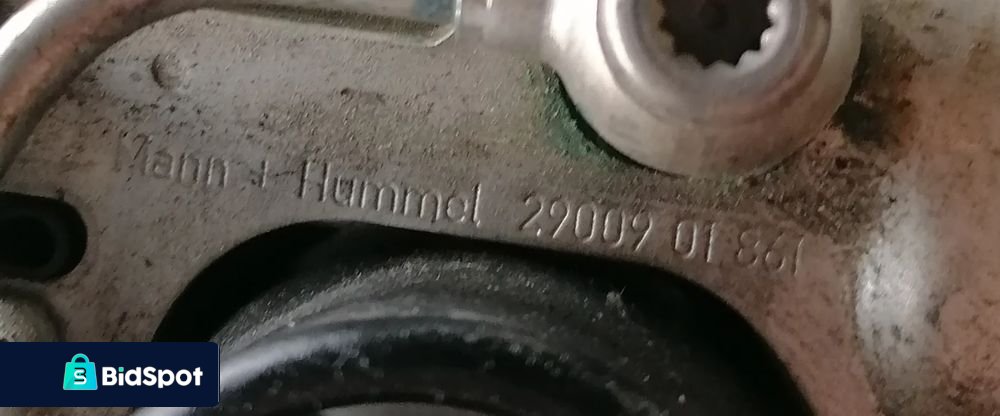 Mann + Hummel 29009 01 861
BidSpot